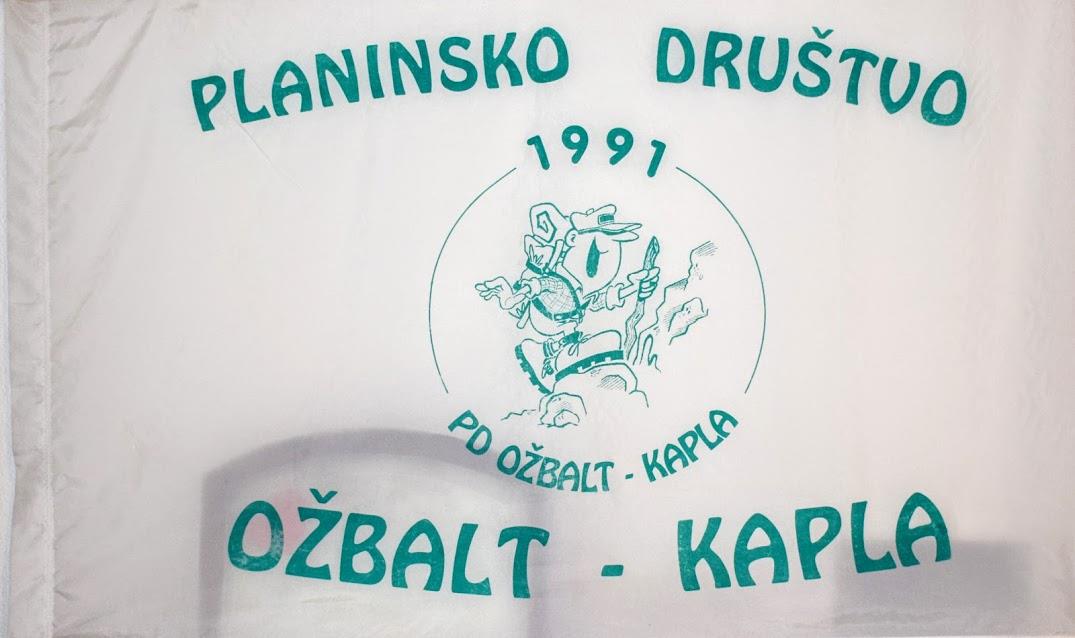 PLANINSKO DRUŠTVO
1991
PD OŽBALT - KAPLA
OŽBALT - KAPLA